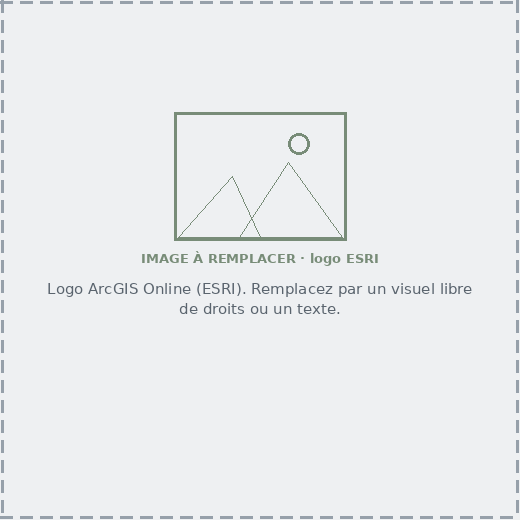 IMAGE À REMPLACER · logo ESRI
Logo ArcGIS Online (ESRI). Remplacez par un visuel libre
de droits ou un texte.